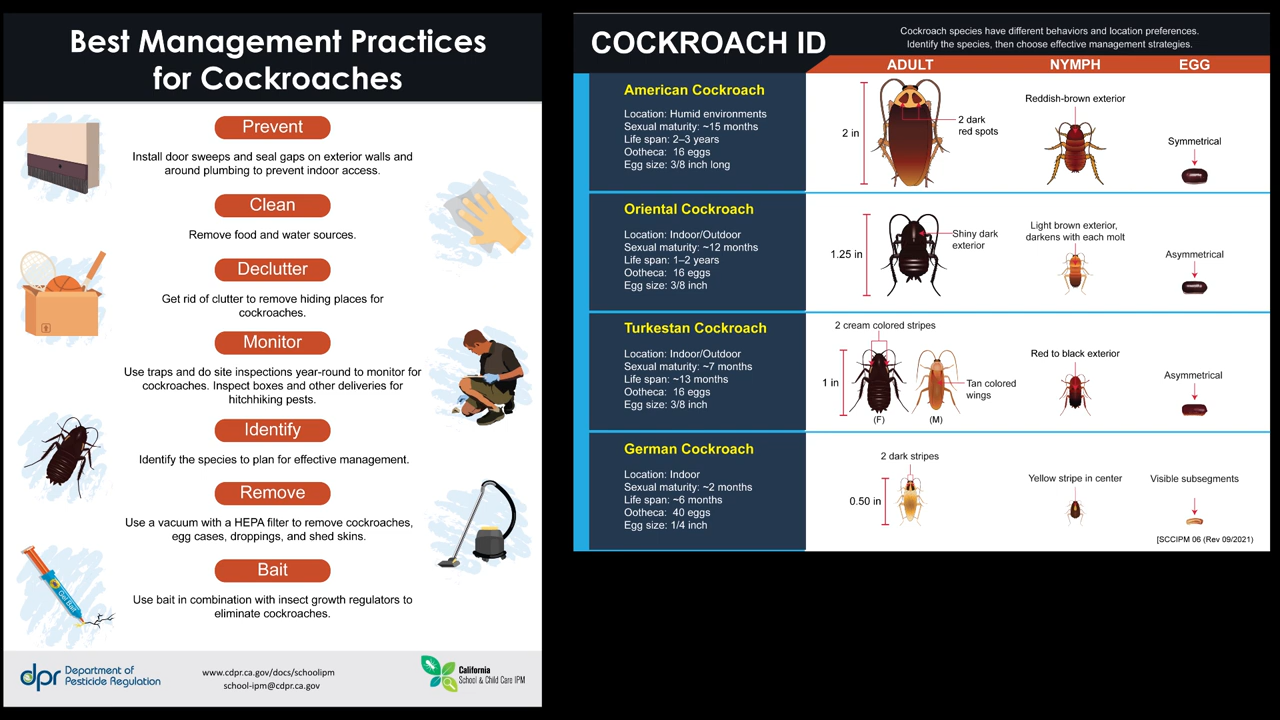 Best Management Practices
for Cockroaches
Prevent
Install door sweeps and seal gaps on exterior walls and
around plumbing to prevent indoor access.
Clean
Remove food and water sources.
Declutter
Get rid of clutter to remove hiding places for
cockroaches.
Monitor
Use traps and do site inspections year-round to monitor for
cockroaches. Inspect boxes and other deliveries for
hitchhiking pests.
Identify
Identify the species to plan for effective management.
Remove
Use a vacuum with a HEPA filter to remove cockroaches,
egg cases, droppings, and shed skins.
Bait
Gel Bait
Use bait in combination with insect growth regulators to
eliminate cockroaches.
dpr Department of
Pesticide Regulation
www.cdpr.ca.gov/docs/schoolipm
school-ipm@cdpr.ca.gov
California
School & Child Care IPM
COCKROACH ID
Cockroach species have different behaviors and location preferences.
Identify the species, then choose effective management strategies.
ADULT NYMPH EGG
American Cockroach
Location: Humid environments
Sexual maturity: ~15 months
Life span: 2–3 years
Ootheca: 16 eggs
Egg size: 3/8 inch long
2 in
2 dark
red spots
Reddish-brown exterior
Symmetrical
Oriental Cockroach
Location: Indoor/Outdoor
Sexual maturity: ~12 months
Life span: 1–2 years
Ootheca: 16 eggs
Egg size: 3/8 inch
1.25 in
Shiny dark
exterior
Light brown exterior,
darkens with each molt
Asymmetrical
Turkestan Cockroach
Location: Indoor/Outdoor
Sexual maturity: ~7 months
Life span: ~13 months
Ootheca: 16 eggs
Egg size: 3/8 inch
2 cream colored stripes
1 in
Tan colored
wings
(F) (M)
Red to black exterior
Asymmetrical
German Cockroach
Location: Indoor
Sexual maturity: ~2 months
Life span: ~6 months
Ootheca: 40 eggs
Egg size: 1/4 inch
2 dark stripes
0.50 in
Yellow stripe in center
Visible subsegments
[SCCIPM 06 (Rev 09/2021)